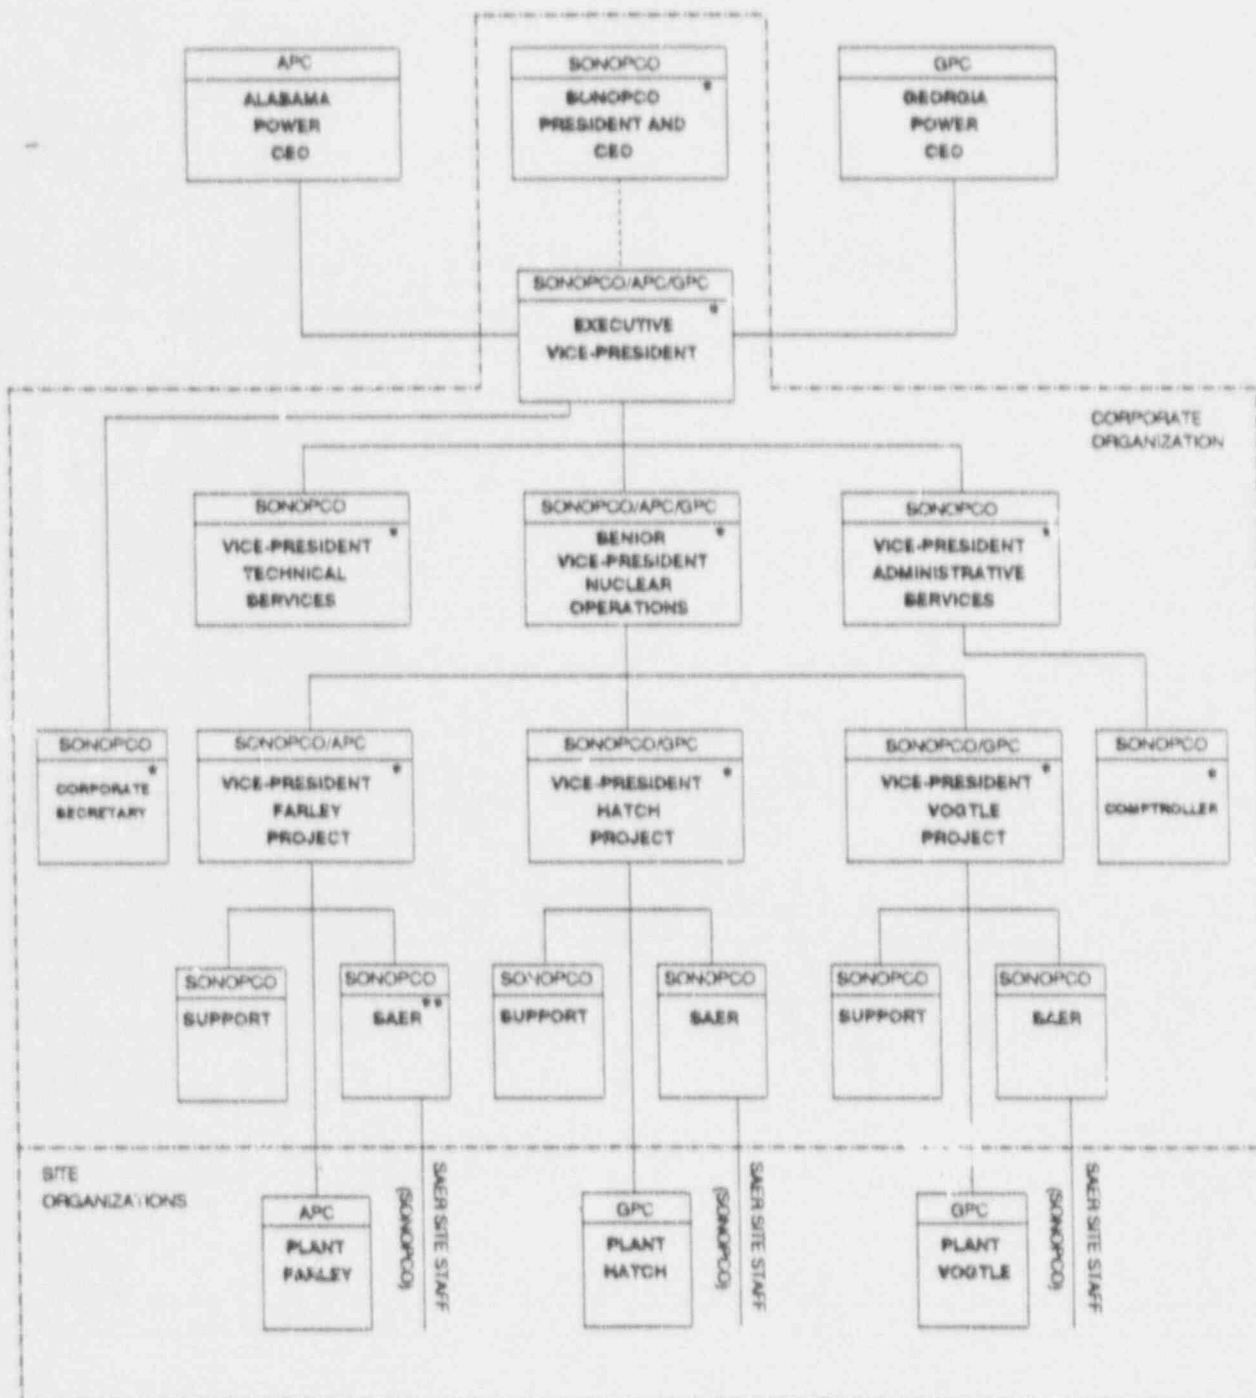 APC
ALABAMA
POWER
CEO
SONOPCO
*
SONOPCO
PRESIDENT AND
CEO
GPC
GEORGIA
POWER
CEO
SONOPCO/APC/GPC
*
EXECUTIVE
VICE-PRESIDENT
CORPORATE
ORGANIZATION
SONOPCO
*
VICE-PRESIDENT
TECHNICAL
SERVICES
SONOPCO/APC/GPC
*
SENIOR
VICE-PRESIDENT
NUCLEAR
OPERATIONS
SONOPCO
*
VICE-PRESIDENT
ADMINISTRATIVE
SERVICES
SONOPCO
*
CORPORATE
SECRETARY
SONOPCO/APC
*
VICE-PRESIDENT
FARLEY
PROJECT
SONOPCO/GPC
*
VICE-PRESIDENT
HATCH
PROJECT
SONOPCO/GPC
*
VICE-PRESIDENT
VOGTLE
PROJECT
SONOPCO
*
COMPTROLLER
SONOPCO
SUPPORT
SONOPCO
SAER**
SONOPCO
SUPPORT
SONOPCO
SAER
SONOPCO
SUPPORT
SONOPCO
SAER
SITE
ORGANIZATIONS
APC
PLANT
FARLEY
SAER SITE STAFF
(SONOPCO)
GPC
PLANT
HATCH
SAER SITE STAFF
(SONOPCO)
GPC
PLANT
VOGTLE
SAER SITE STAFF
(SONOPCO)